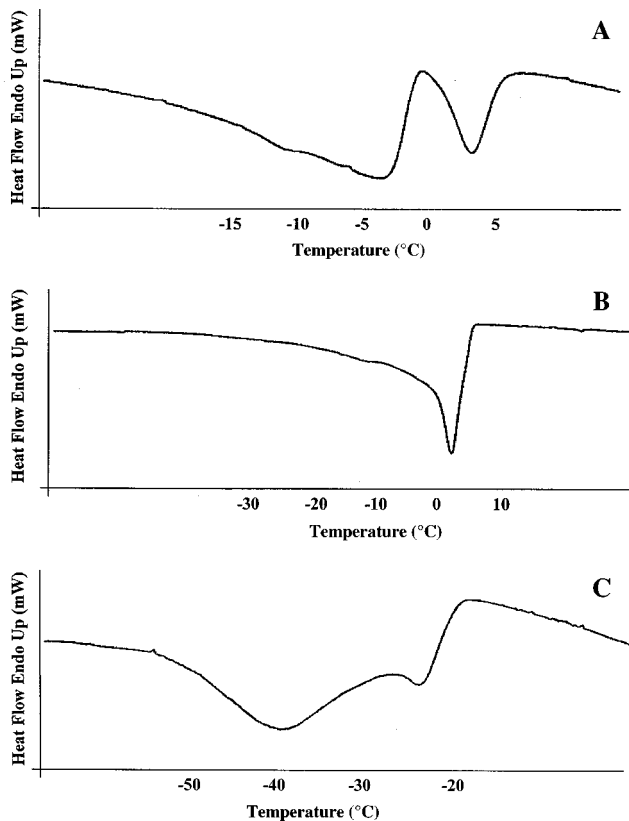 A
Heat Flow Endo Up (mW)
-15 -10 -5 0 5
Temperature (°C)
B
Heat Flow Endo Up (mW)
-30 -20 -10 0 10
Temperature (°C)
C
Heat Flow Endo Up (mW)
-50 -40 -30 -20
Temperature (°C)